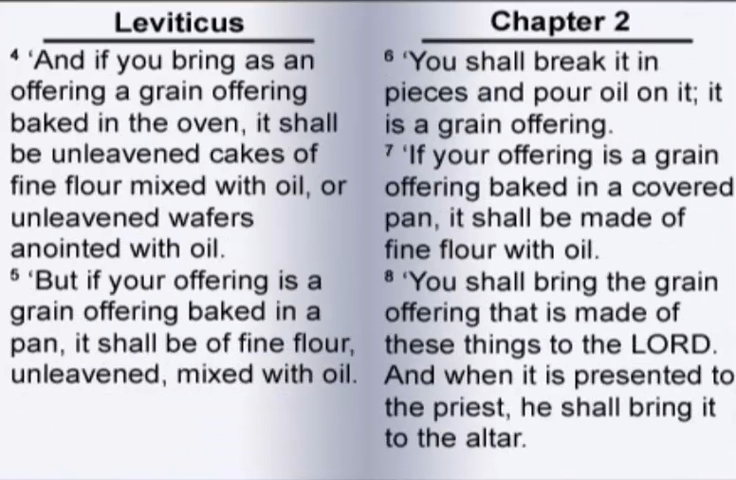 Leviticus
⁴ ‘And if you bring as an
offering a grain offering
baked in the oven, it shall
be unleavened cakes of
fine flour mixed with oil, or
unleavened wafers
anointed with oil.
⁵ ‘But if your offering is a
grain offering baked in a
pan, it shall be of fine flour,
unleavened, mixed with oil.
Chapter 2
⁶ ‘You shall break it in
pieces and pour oil on it; it
is a grain offering.
⁷ ‘If your offering is a grain
offering baked in a covered
pan, it shall be made of
fine flour with oil.
⁸ ‘You shall bring the grain
offering that is made of
these things to the LORD.
And when it is presented to
the priest, he shall bring it
to the altar.